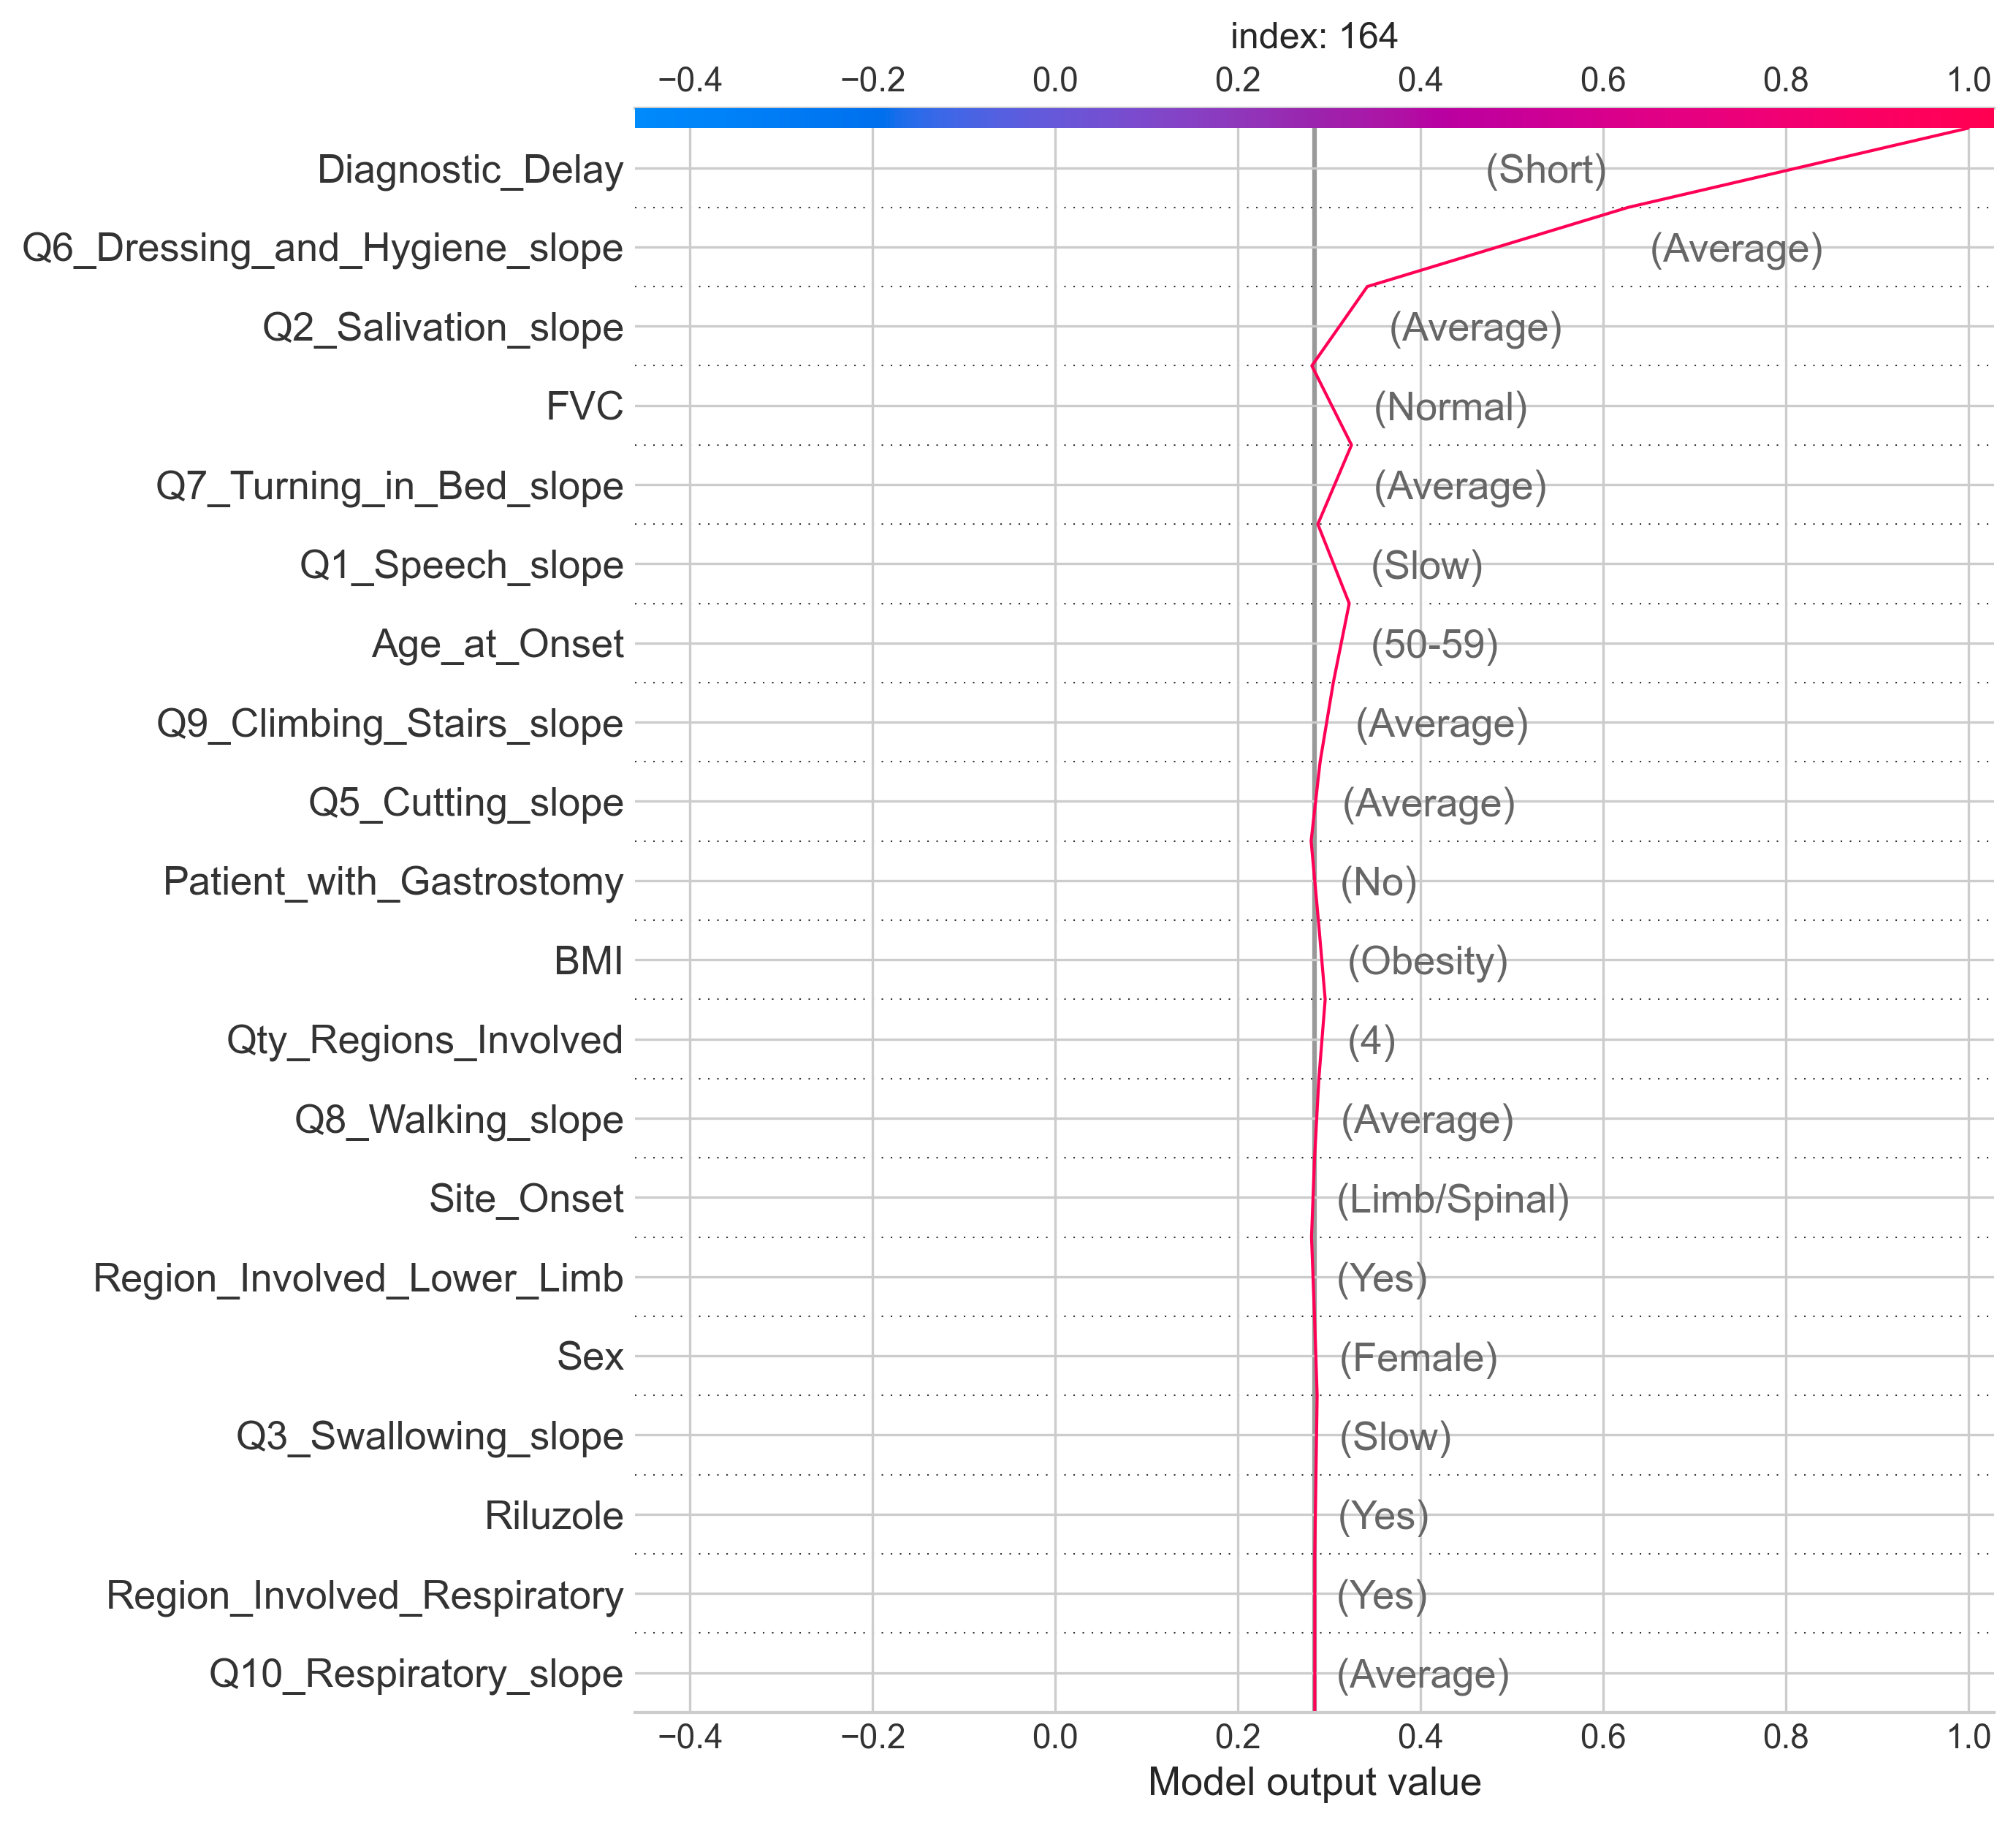 index: 164
−0.4 −0.2 0.0 0.2 0.4 0.6 0.8 1.0
Diagnostic_Delay (Short)
Q6_Dressing_and_Hygiene_slope (Average)
Q2_Salivation_slope (Average)
FVC (Normal)
Q7_Turning_in_Bed_slope (Average)
Q1_Speech_slope (Slow)
Age_at_Onset (50-59)
Q9_Climbing_Stairs_slope (Average)
Q5_Cutting_slope (Average)
Patient_with_Gastrostomy (No)
BMI (Obesity)
Qty_Regions_Involved (4)
Q8_Walking_slope (Average)
Site_Onset (Limb/Spinal)
Region_Involved_Lower_Limb (Yes)
Sex (Female)
Q3_Swallowing_slope (Slow)
Riluzole (Yes)
Region_Involved_Respiratory (Yes)
Q10_Respiratory_slope (Average)
−0.4 −0.2 0.0 0.2 0.4 0.6 0.8 1.0
Model output value